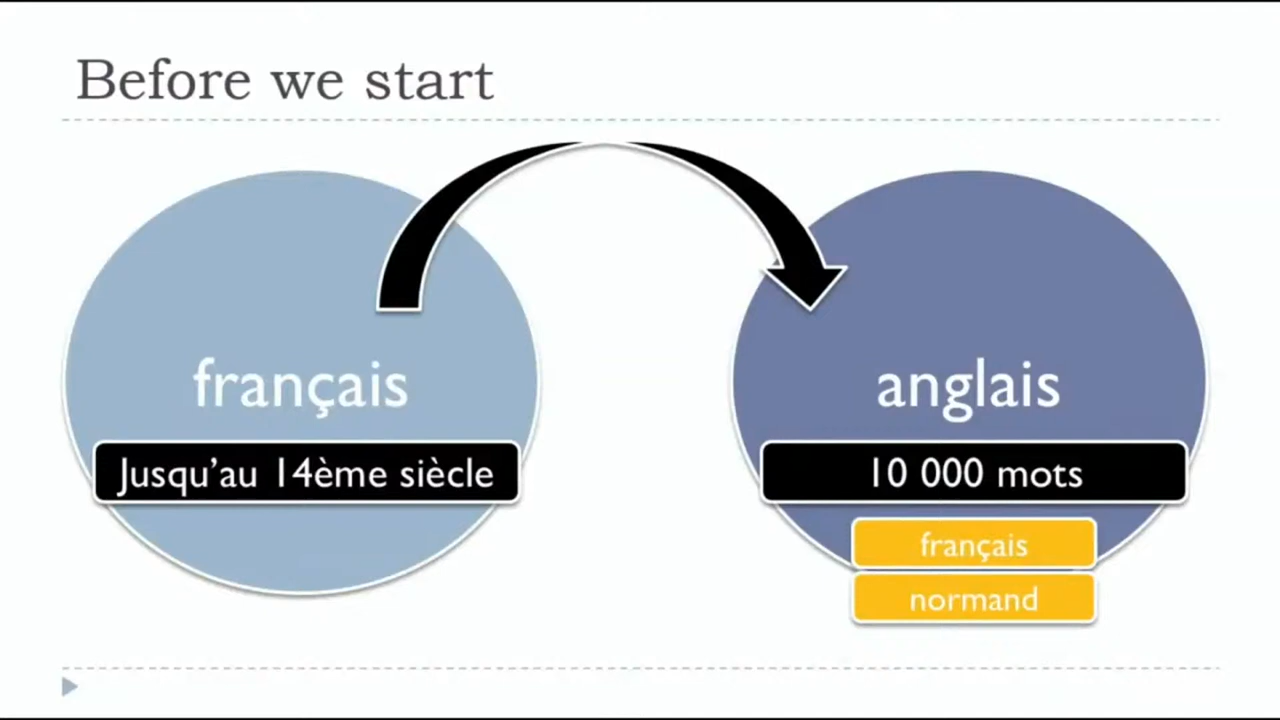 Before we start
français
Jusqu’au 14ème siècle
anglais
10 000 mots
français
normand